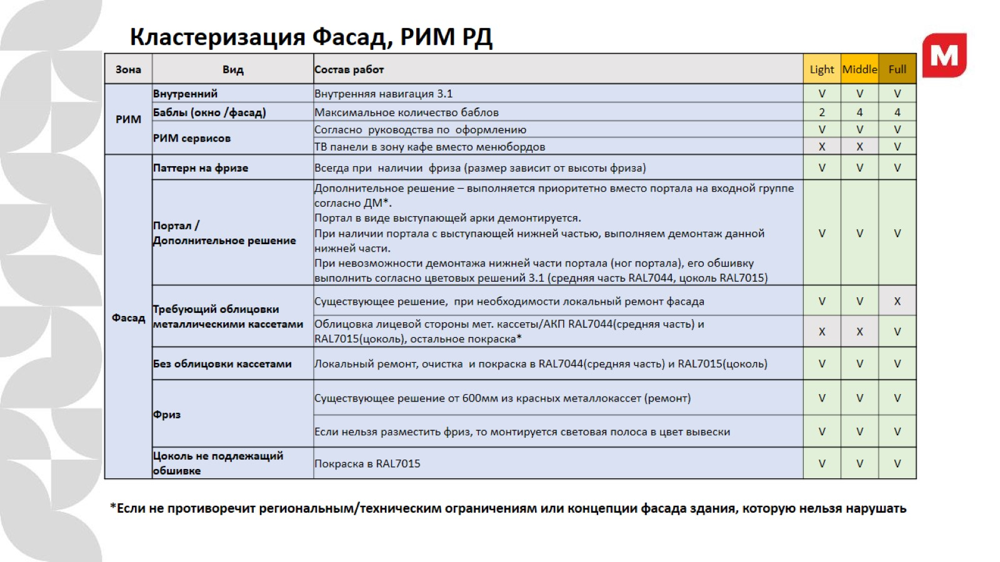 Кластеризация Фасад, РИМ РД
М
Зона Вид Состав работ Light Middle Full
РИМ
Внутренний Внутренняя навигация 3.1 V V V
Баблы (окно /фасад) Максимальное количество баблов 2 4 4
РИМ сервисов
Согласно руководства по оформлению V V V
ТВ панели в зону кафе вместо менюбордов X X V
Фасад
Паттерн на фризе Всегда при наличии фриза (размер зависит от высоты фриза) V V V
Портал /
Дополнительное решение
Дополнительное решение – выполняется приоритетно вместо портала на входной группе
согласно ДМ*.
Портал в виде выступающей арки демонтируется.
При наличии портала с выступающей нижней частью, выполняем демонтаж данной
нижней части.
При невозможности демонтажа нижней части портала (ног портала), его обшивку
выполнить согласно цветовых решений 3.1 (средняя часть RAL7044, цоколь RAL7015)
V V V
Требующий облицовки
металлическими кассетами
Существующее решение, при необходимости локальный ремонт фасада V V X
Облицовка лицевой стороны мет. кассеты/АКП RAL7044(средняя часть) и
RAL7015(цоколь), остальное покраска*
X X V
Без облицовки кассетами Локальный ремонт, очистка и покраска в RAL7044(средняя часть) и RAL7015(цоколь) V V V
Фриз
Существующее решение от 600мм из красных металлокассет (ремонт) V V V
Если нельзя разместить фриз, то монтируется световая полоса в цвет вывески V V V
Цоколь не подлежащий
обшивке
Покраска в RAL7015 V V V
*Если не противоречит региональным/техническим ограничениям или концепции фасада здания, которую нельзя нарушать